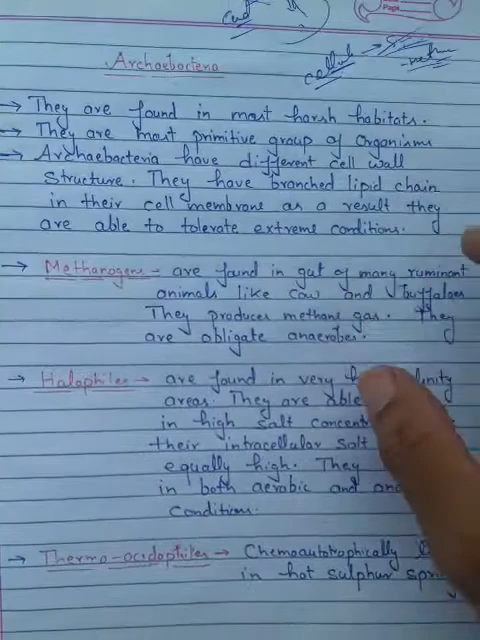 Page
Cud
cellulose
Archaebacteria
→ They are found in most harsh habitats.
→ They are most primitive group of Organisms
→ Archaebacteria have different cell wall
structure. They have branched lipid chain
in their cell membrane as a result they
are able to tolerate extreme conditions.
→ Methanogens - are found in gut of many ruminant
animals like cow and buffaloes
They produces methane gas. They
are obligate anaerobes.
→ Halophiles → are found in very
areas. They are able
in high salt
their intracellular salt
equally high. They
in both aerobic and
conditions.
→ Thermo-acidophiles → Chemoautotrophically
in hot sulphur